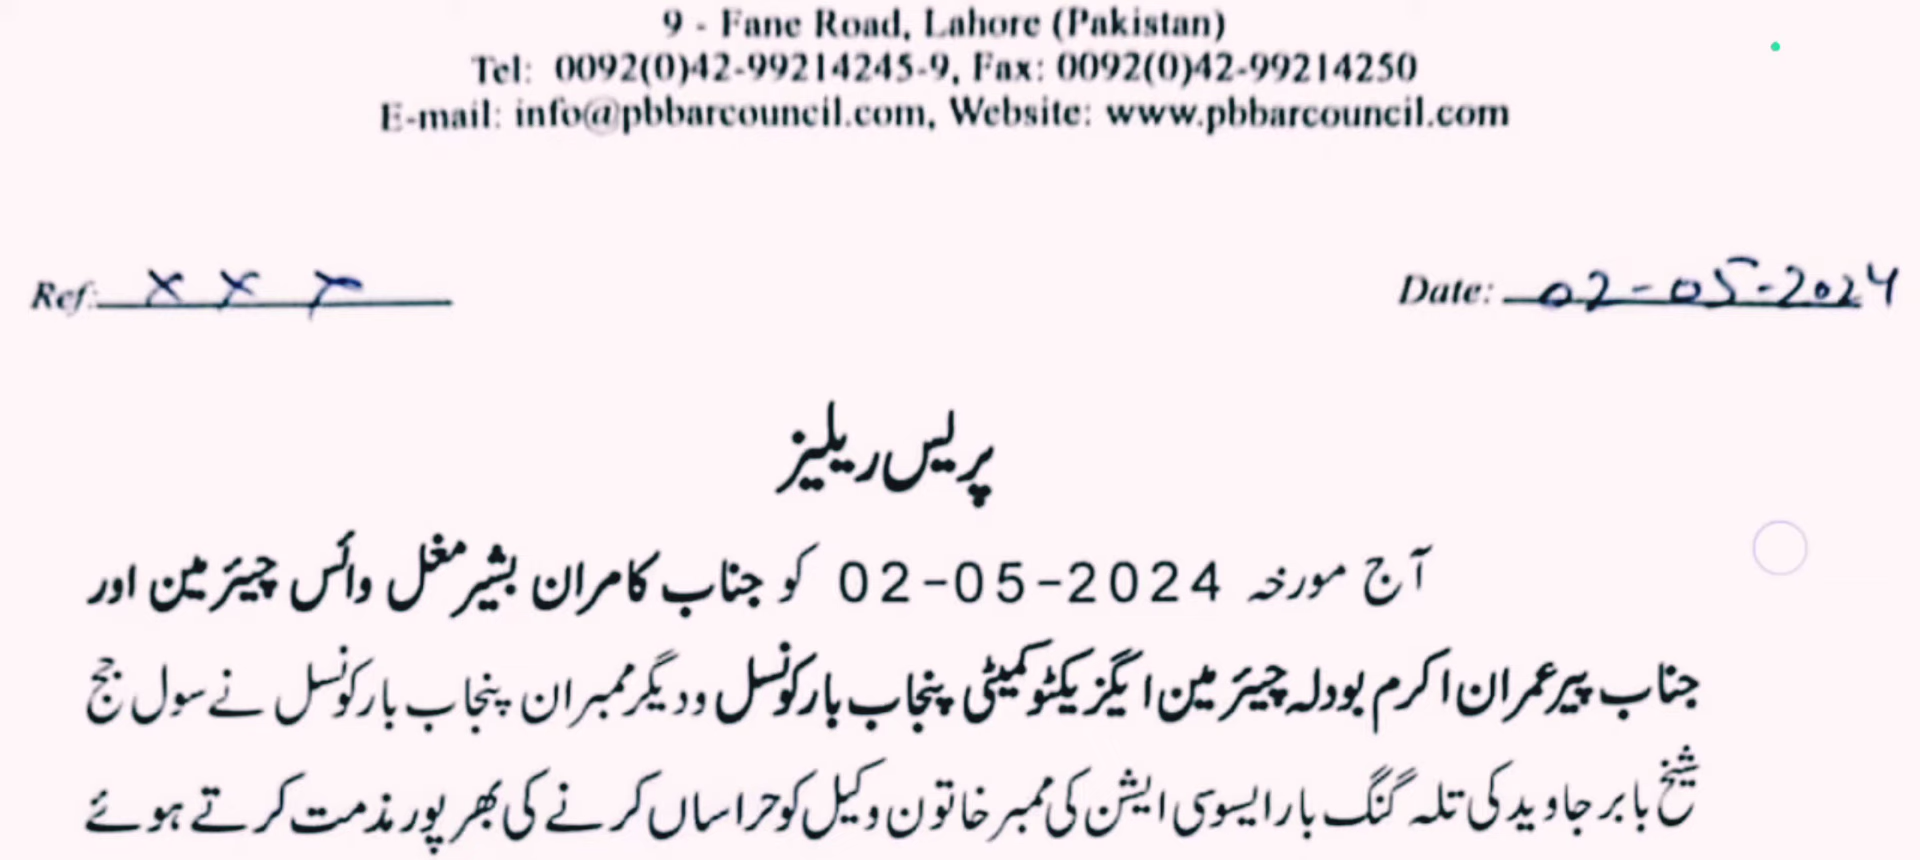 9 - Fane Road, Lahore (Pakistan)
Tel: 0092(0)42-99214245-9, Fax: 0092(0)42-99214250
E-mail: info@pbbarcouncil.com, Website: www.pbbarcouncil.com
Ref: x x x
Date: 02-05-2024
پریس ریلیز
آج مورخہ 02-05-2024 کو جناب کامران بشیر مغل وائس چیئرمین اور
جناب پیر عمران اکرم بودلہ چیئرمین ایگزیکٹو کمیٹی پنجاب بار کونسل و دیگر ممبران پنجاب بار کونسل نے سول جج
شیخ بابر جاوید کی تلہ گنگ بار ایسوسی ایشن کی ممبر خاتون وکیل کو حراساں کرنے کی بھرپور مذمت کرتے ہوئے